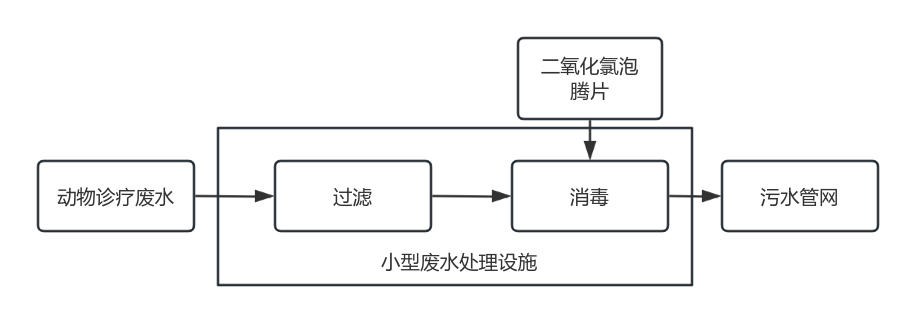 二氧化氯泡
腾片
动物诊疗废水
过滤
消毒
污水管网
小型废水处理设施